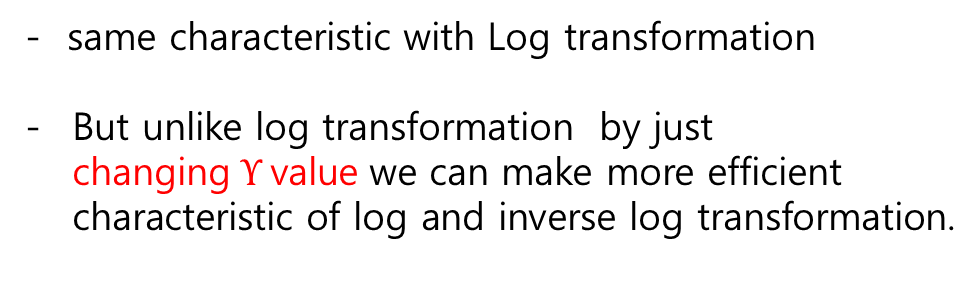 - same characteristic with Log transformation
- But unlike log transformation by just
changing ϒ value we can make more efficient
characteristic of log and inverse log transformation.